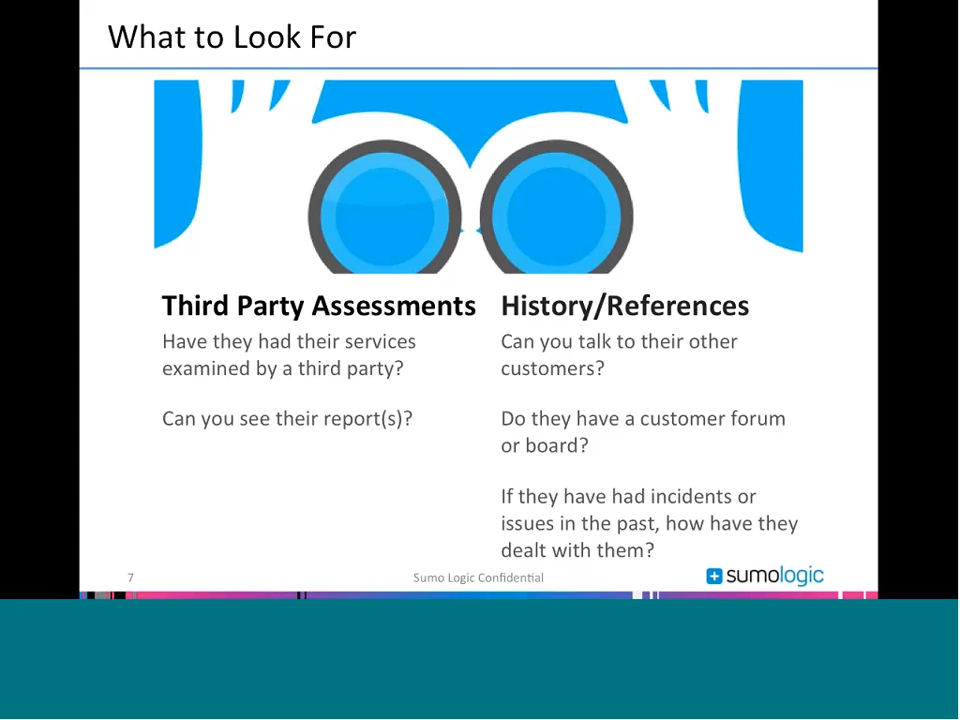 What to Look For
Third Party Assessments
Have they had their services
examined by a third party?
Can you see their report(s)?
History/References
Can you talk to their other
customers?
Do they have a customer forum
or board?
If they have had incidents or
issues in the past, how have they
dealt with them?
7
Sumo Logic Confidential
sumologic